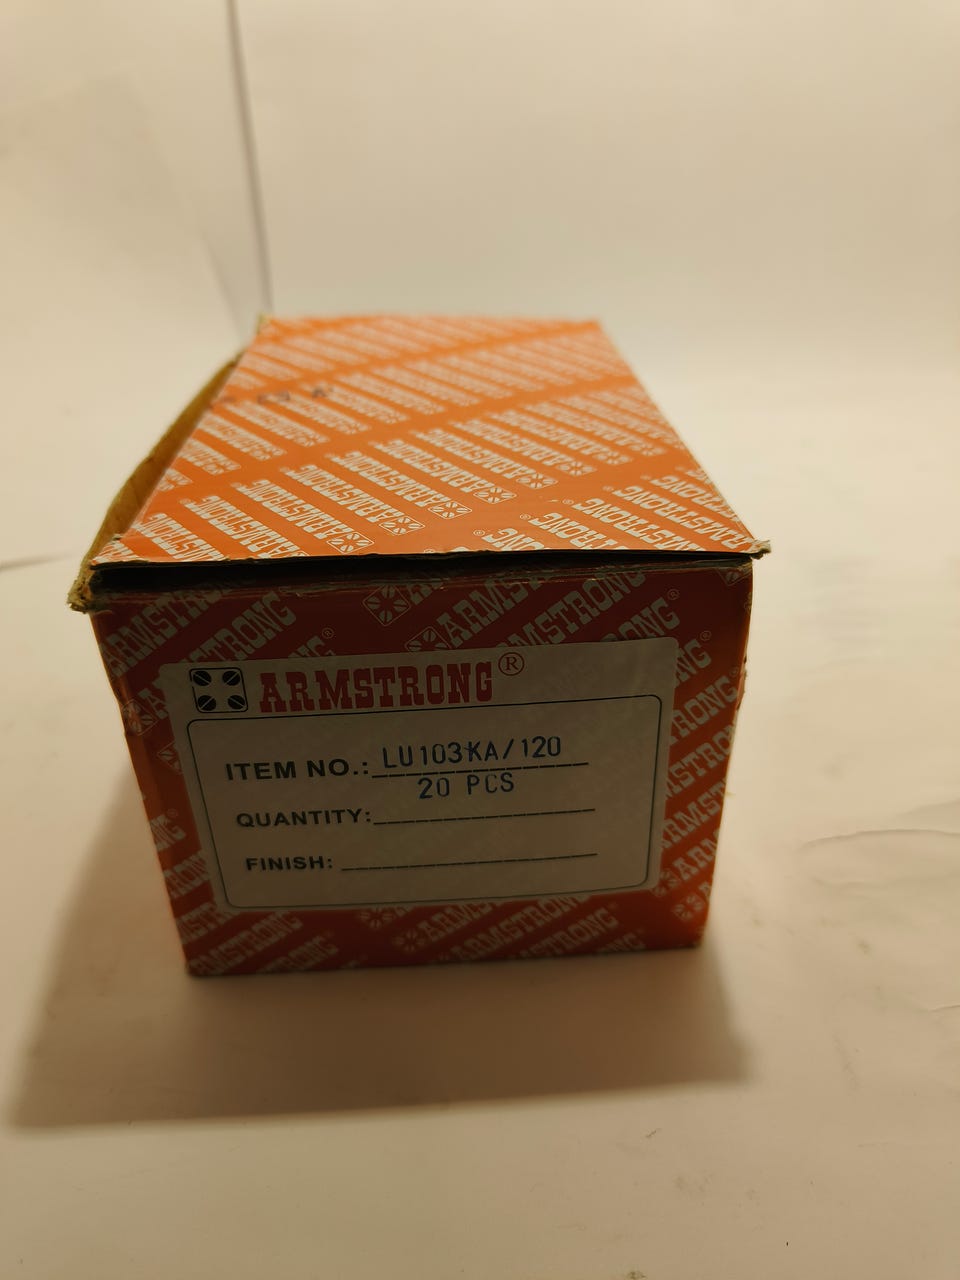 ARMSTRONG®
ITEM NO.: LU103KA/120
20 PCS
QUANTITY:
FINISH: